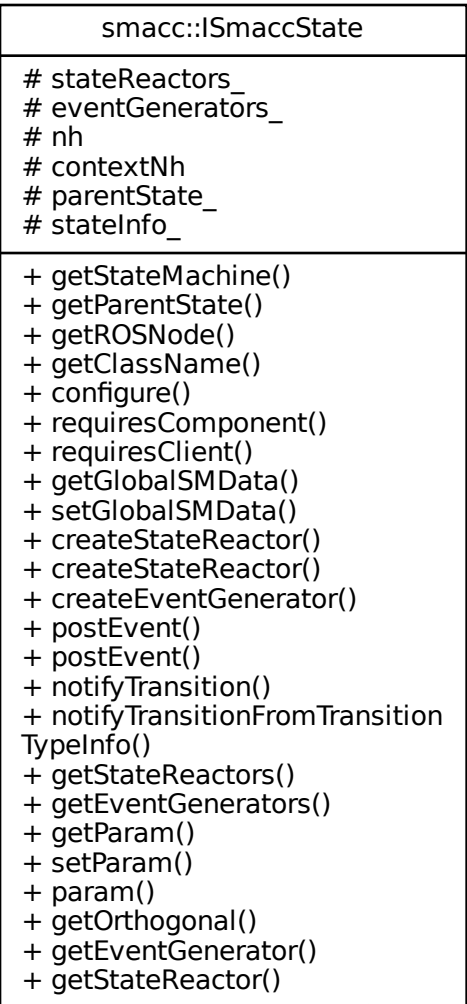 smacc::ISmaccState
# stateReactors_
# eventGenerators_
# nh
# contextNh
# parentState_
# stateInfo_
+ getStateMachine()
+ getParentState()
+ getROSNode()
+ getClassName()
+ configure()
+ requiresComponent()
+ requiresClient()
+ getGlobalSMData()
+ setGlobalSMData()
+ createStateReactor()
+ createStateReactor()
+ createEventGenerator()
+ postEvent()
+ postEvent()
+ notifyTransition()
+ notifyTransitionFromTransition
TypeInfo()
+ getStateReactors()
+ getEventGenerators()
+ getParam()
+ setParam()
+ param()
+ getOrthogonal()
+ getEventGenerator()
+ getStateReactor()